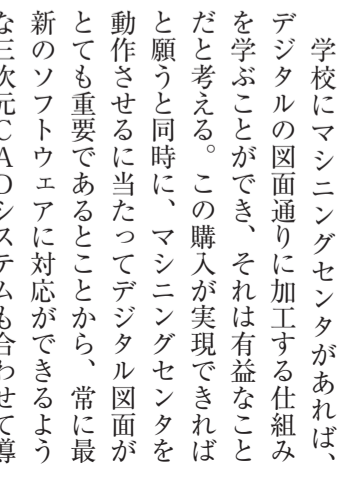 学校にマシニングセンタがあれば、
デジタルの図面通りに加工する仕組み
を学ぶことができ、それは有益なこと
だと考える。この購入が実現できれば
と願うと同時に、マシニングセンタを
動作させるに当たってデジタル図面が
とても重要であるとことから、常に最
新のソフトウェアに対応ができるよう
な三次元CADシステムも合わせて導